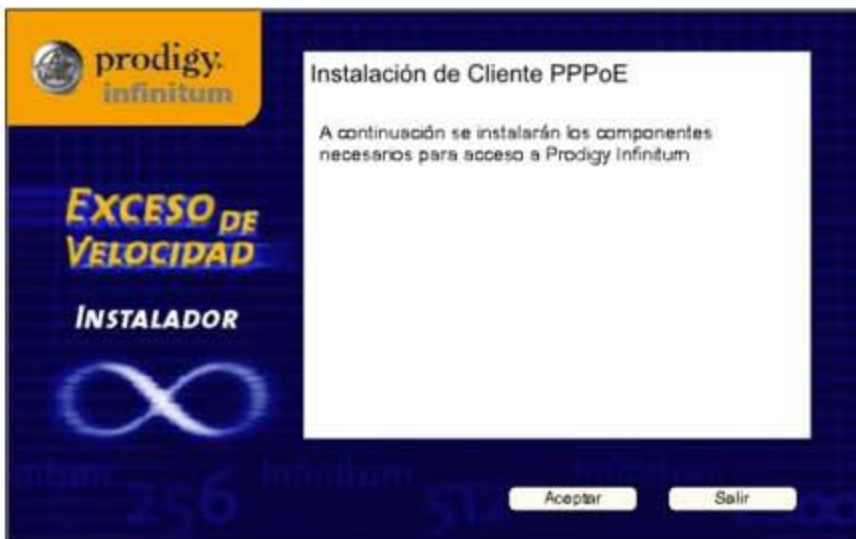 prodigy.
infinitum
Instalación de Cliente PPPoE
A continuación se instalarán los componentes
necesarios para acceso a Prodigy Infinitum
EXCESO DE
VELOCIDAD
INSTALADOR
256
Aceptar
Salir